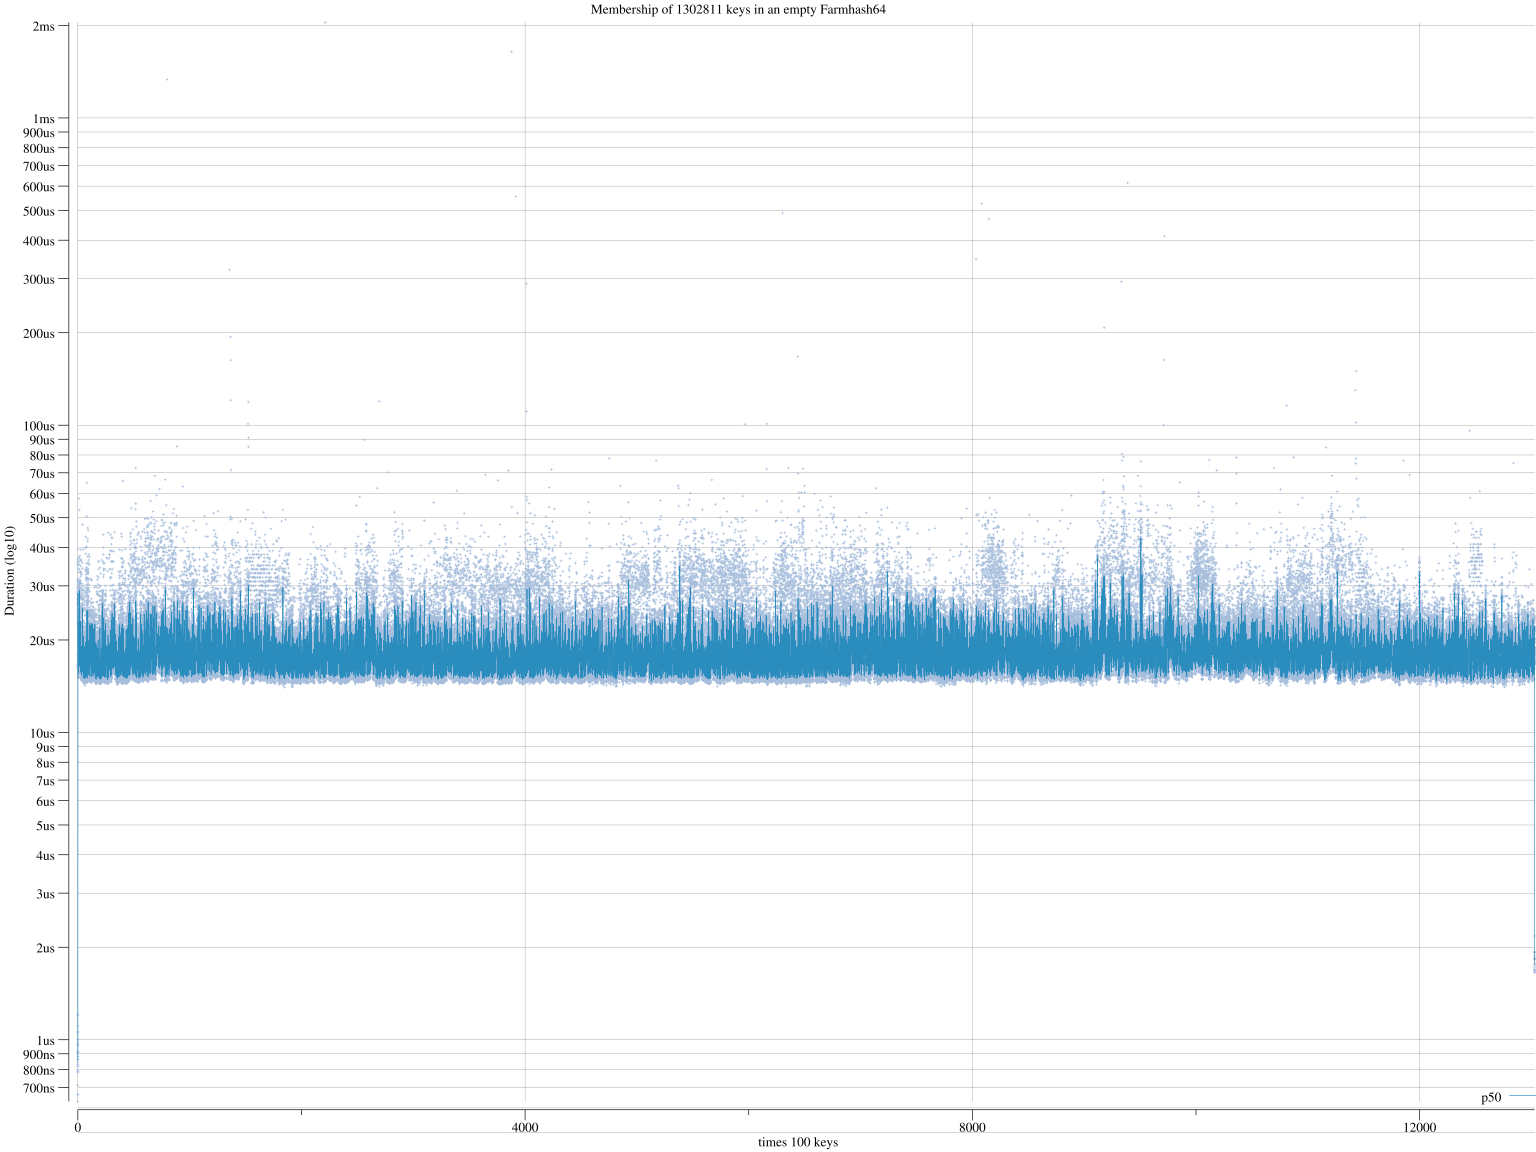 Membership of 1302811 keys in an empty Farmhash64
2ms
1ms
900us
800us
700us
600us
500us
400us
300us
200us
100us
90us
80us
70us
60us
50us
40us
30us
20us
10us
9us
8us
7us
6us
5us
4us
3us
2us
1us
900ns
800ns
700ns
Duration (log10)
p50
0
4000
8000
12000
times 100 keys